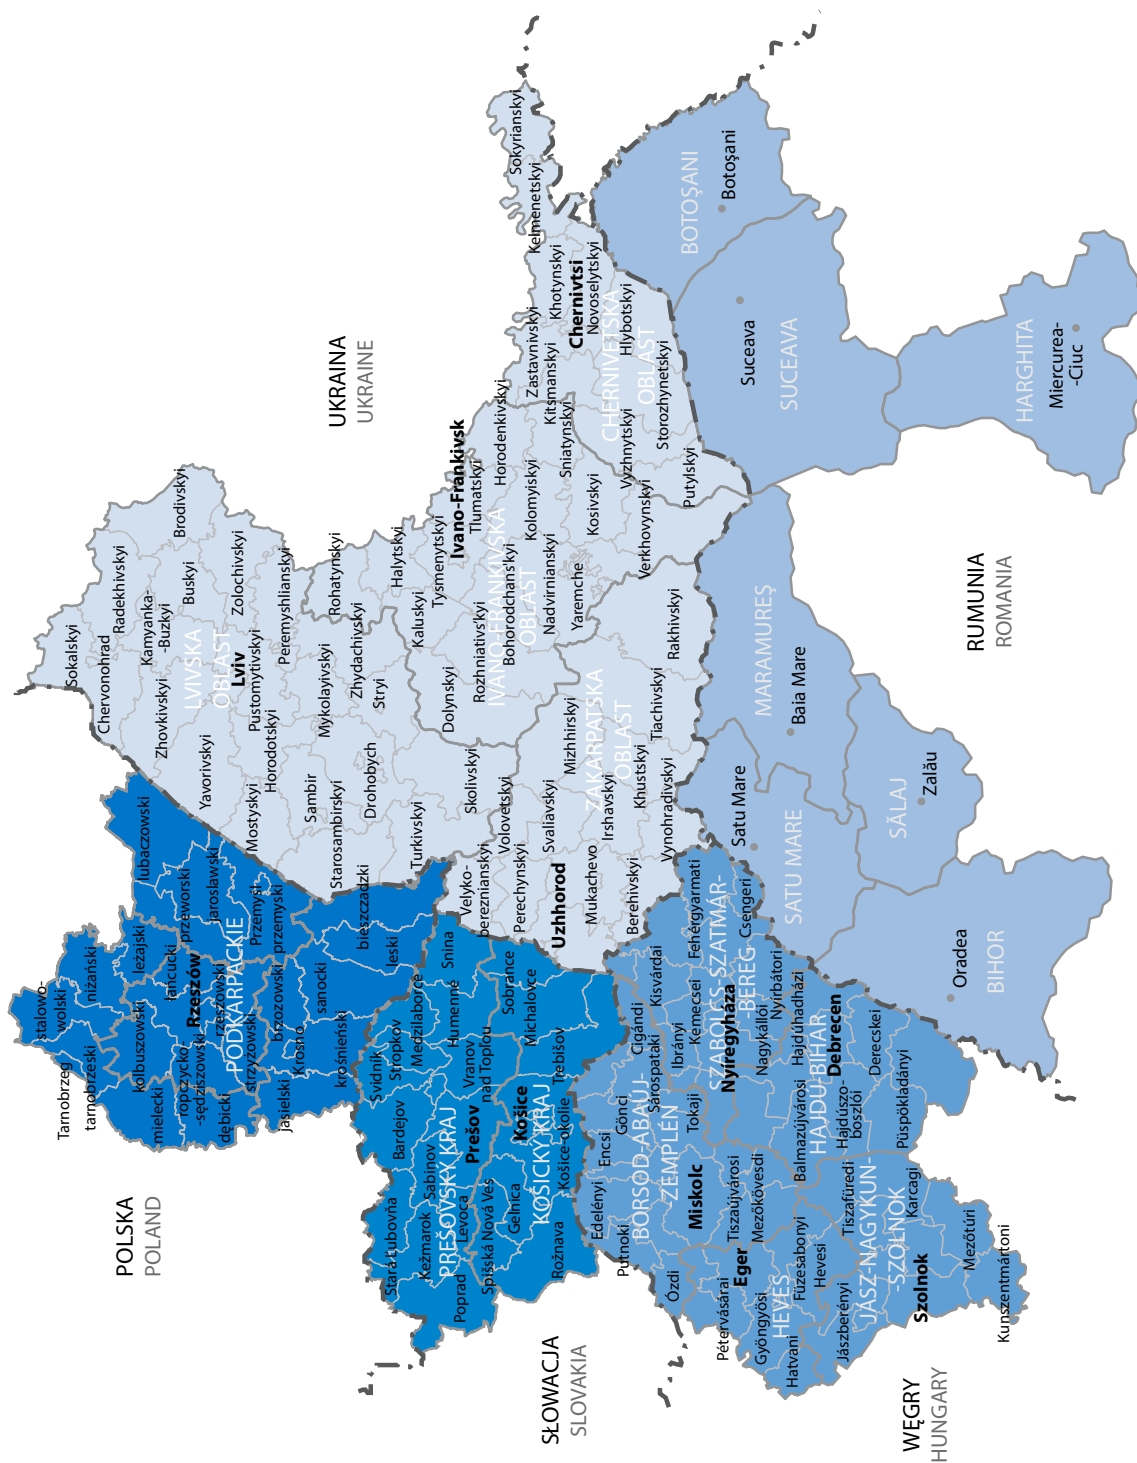 POLSKA
POLAND
SŁOWACJA
SLOVAKIA
WĘGRY
HUNGARY
UKRAINA
UKRAINE
RUMUNIA
ROMANIA
Tarnobrzeg
tarnobrzeski
stalowo-
wolski
niżański
mielecki
kolbuszowski
leżajski
ropczycko-
-sędziszowski
dębicki
łańcucki
Rzeszów
rzeszowski
przeworski
jarosławski
lubaczowski
PODKARPACKIE
strzyżowski
Przemyśl
przemyski
brzozowski
jasielski
Krosno
krośnieński
sanocki
bieszczadzki
leski
Stará Ľubovňa
Kežmarok
Poprad
Levoca
Sabinov
Bardejov
Svidník
Stropkov
Medzilaborce
Snina
Humenne
Vranov
nad Topľou
Prešov
PREŠOVSKÝ KRAJ
Spišská Nová Ves
Gelnica
Rožňava
Košice
Košice-okolie
KOŠICKÝ KRAJ
Trebišov
Michalovce
Sobrance
Sokalskyi
Chervonohrad
Radekhivskyi
Kamyanka-
-Buzkyi
Zhovkivskyi
Brodivskyi
Buskyi
LVIVSKA
OBLAST
Lviv
Yavorivskyi
Zolochivskyi
Pustomytivskyi
Horodotskyi
Mostyskyi
Peremyshlianskyi
Sambir
Mykolayivskyi
Starosambirskyi
Zhydachivskyi
Stryi
Drohobych
Turkivskyi
Skolivskyi
Rohatynskyi
Halytskyi
Kaluskyi
Tysmenytskyi
Ivano-Frankivsk
Tlumatskyi
Horodenkivskyi
Dolynskyi
Rozhniativs'kyi
IVANO-FRANKIVSKA
OBLAST
Bohorodchans'kyi
Kolomyiskyi
Nadvirnianskyi
Sniatynskyi
Yaremche
Kosivskyi
Verkhovynskyi
Velyko-
bereznianskyi
Volovetskyi
Perechynskyi
Svaliavskyi
Mizhhirskyi
Uzhhorod
Mukachevo
ZAKARPATSKA
OBLAST
Irshavskyi
Khustskyi
Tiachivskyi
Rakhivskyi
Berehivskyi
Vynohradivskyi
Zastavnivskyi
Kitsmanskyi
Khotynskyi
Kelmenetskyi
Sokyrianskyi
Chernivtsi
Novoselytskyi
CHERNIVETSKA
OBLAST
Hlybotskyi
Vyzhnytskyi
Storozhynetskyi
Putylskyi
Putnoki
Edelényi
Encsi
Gönci
Sárospataki
Cigándi
Ózdi
BORSOD-ABAÚJ-
ZEMPLÉN
Miskolc
Tokaji
Tiszaújvárosi
Mezőkövesdi
Ibrányi
Kemecsei
Kisvárdai
Fehérgyarmati
SZABOLCS-SZATMÁR-
-BEREG
Nyíregyháza
Nagykállói
Nyírbátori
Csengeri
Pétervásárai
Eger
Gyöngyösi
HEVES
Hatvani
Füzesabonyi
Hevesi
Balmazújvárosi
Hajdúhadházi
HAJDU-BIHAR
Debrecen
Hajdúszo-
boszlói
Derecskei
Püspökladányi
Jászberényi
Tiszafüredi
JÁSZ-NAGYKUN-
-SZOLNOK
Karcagi
Szolnok
Mezőtúri
Kunszentmártoni
Satu Mare
SATU MARE
MARAMUREŞ
Baia Mare
SĂLAJ
Zalău
Oradea
BIHOR
SUCEAVA
Suceava
BOTOŞANI
Botoşani
HARGHITA
Miercurea-
-Ciuc